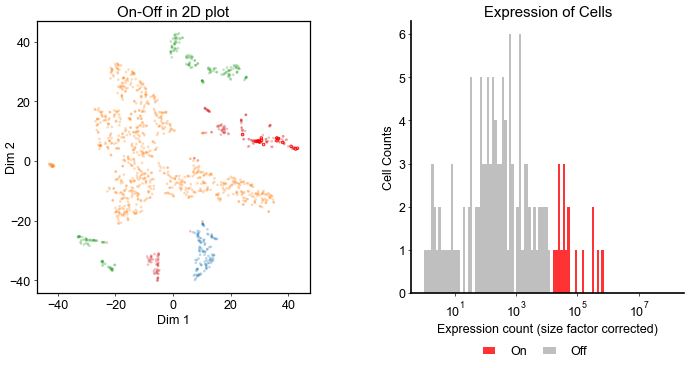 On-Off in 2D plot
40
20
0
−20
−40
Dim 2
−40 −20 0 20 40
Dim 1
Expression of Cells
6
5
4
3
2
1
0
Cell Counts
10^1 10^3 10^5 10^7
Expression count (size factor corrected)
On Off